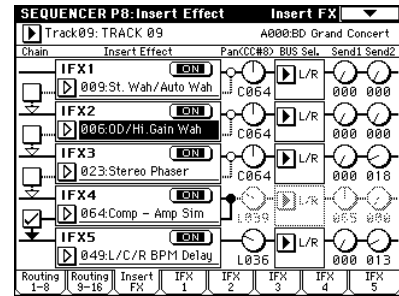 SEQUENCER P8:Insert Effect Insert FX
Track09: TRACK 09 A000:BD Grand Concert
Chain Insert Effect Pan(CC#8) BUS Sel. Send1 Send2
IFX1 ON
009:St. Wah/Auto Wah C064 L/R 000 000
IFX2 ON
006:OD/Hi.Gain Wah C064 L/R 000 000
IFX3 ON
023:Stereo Phaser C064 L/R 000 018
IFX4 ON
064:Comp - Amp Sim L039 L/R 065 000
IFX5 ON
049:L/C/R BPM Delay L036 L/R 000 013
Routing 1-8 Routing 9-16 Insert FX IFX 1 IFX 2 IFX 3 IFX 4 IFX 5